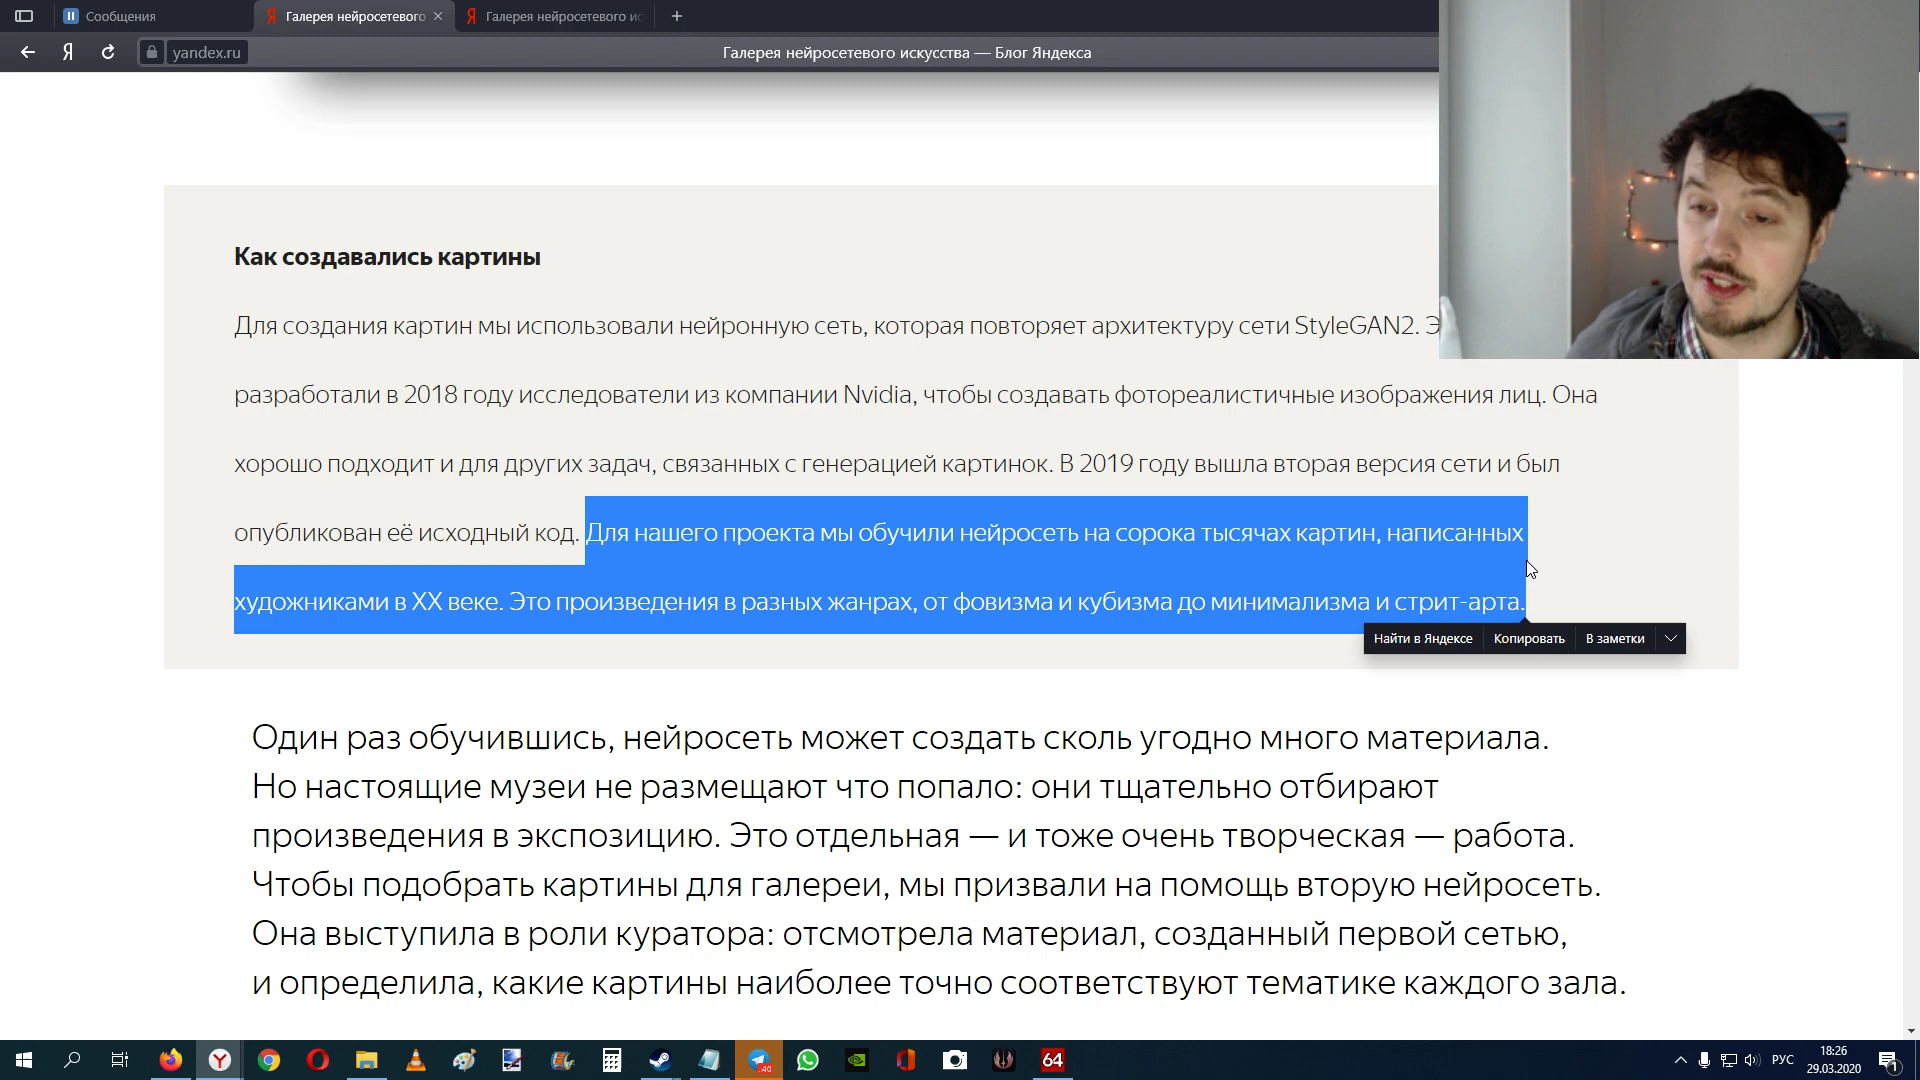 Сообщения
Галерея нейросетевого
Галерея нейросетевого ис
yandex.ru
Галерея нейросетевого искусства — Блог Яндекса
Как создавались картины
Для создания картин мы использовали нейронную сеть, которая повторяет архитектуру сети StyleGAN2. Э
разработали в 2018 году исследователи из компании Nvidia, чтобы создавать фотореалистичные изображения лиц. Она
хорошо подходит и для других задач, связанных с генерацией картинок. В 2019 году вышла вторая версия сети и был
опубликован её исходный код. Для нашего проекта мы обучили нейросеть на сорока тысячах картин, написанных
художниками в XX веке. Это произведения в разных жанрах, от фовизма и кубизма до минимализма и стрит-арта.
Найти в Яндексе Копировать В заметки
Один раз обучившись, нейросеть может создать сколь угодно много материала.
Но настоящие музеи не размещают что попало: они тщательно отбирают
произведения в экспозицию. Это отдельная — и тоже очень творческая — работа.
Чтобы подобрать картины для галереи, мы призвали на помощь вторую нейросеть.
Она выступила в роли куратора: отсмотрела материал, созданный первой сетью,
и определила, какие картины наиболее точно соответствуют тематике каждого зала.
40
64
РУС
18:26
29.03.2020
1